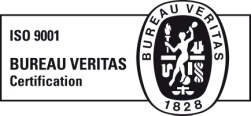 ISO 9001
BUREAU VERITAS
Certification
BUREAU VERITAS
1828